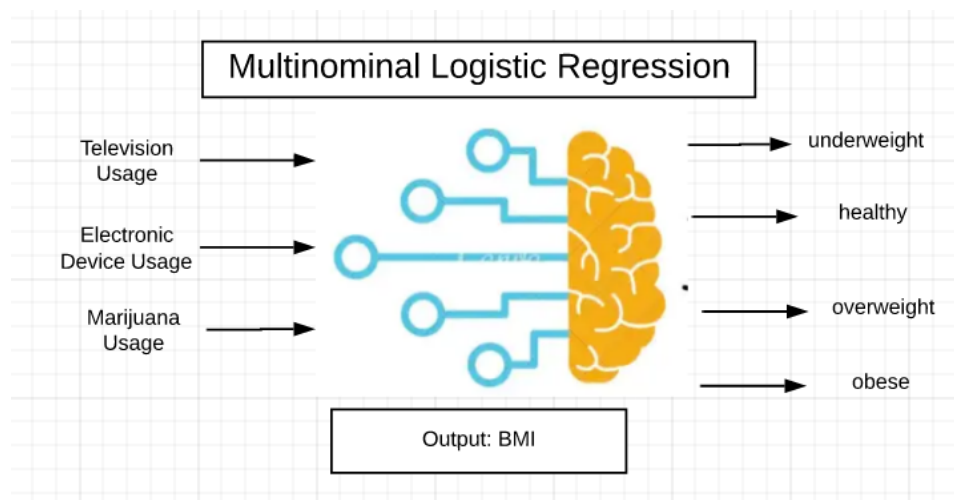 Multinominal Logistic Regression
Television
Usage
Electronic
Device Usage
Marijuana
Usage
underweight
healthy
overweight
obese
Output: BMI